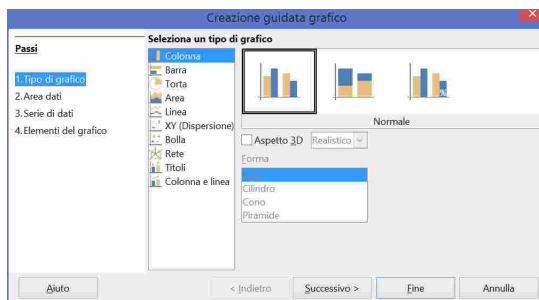 Creazione guidata grafico
Passi
1.Tipo di grafico
2.Area dati
3.Serie di dati
4.Elementi del grafico
Seleziona un tipo di grafico
Colonna
Barra
Torta
Area
Linea
XY (Dispersione)
Bolla
Rete
Titoli
Colonna e linea
Normale
Aspetto 3D
Realistico
Forma
Cilindro
Cono
Piramide
Aiuto
< Indietro
Successivo >
Fine
Annulla